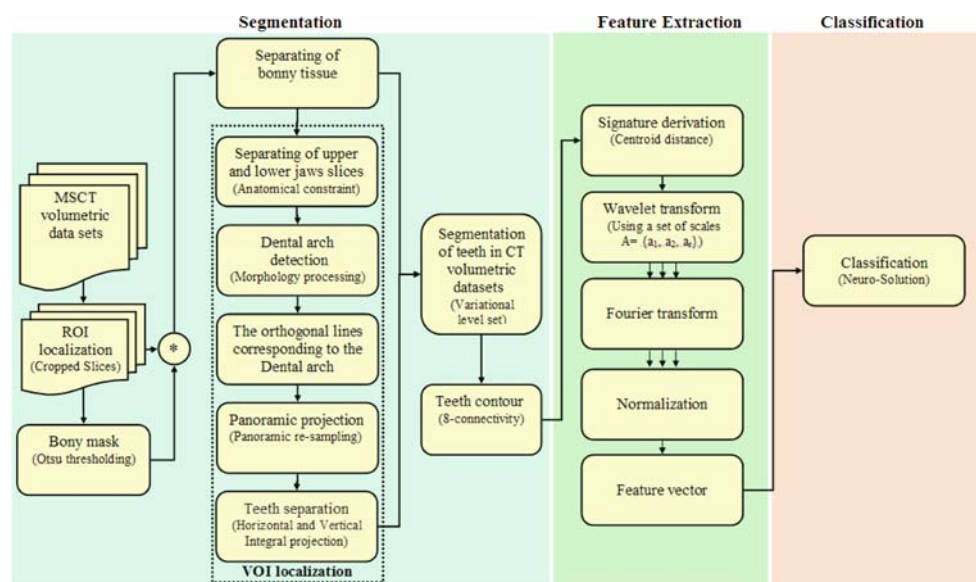 Segmentation
Feature Extraction
Classification
MSCT
volumetric
data sets
ROI
localization
(Cropped Slices)
*
Bony mask
(Otsu thresholding)
Separating of
bonny tissue
Separating of upper
and lower jaws slices
(Anatomical constraint)
Dental arch
detection
(Morphology processing)
The orthogonal lines
corresponding to the
Dental arch
Panoramic projection
(Panoramic re-sampling)
Teeth separation
(Horizontal and Vertical
Integral projection)
VOI localization
Segmentation
of teeth in CT
volumetric
datasets
(Variational
level set)
Teeth contour
(8-connectivity)
Signature derivation
(Centroid distance)
Wavelet transform
(Using a set of scales
Fourier transform
Normalization
Feature vector
Classification
(Neuro-Solution)